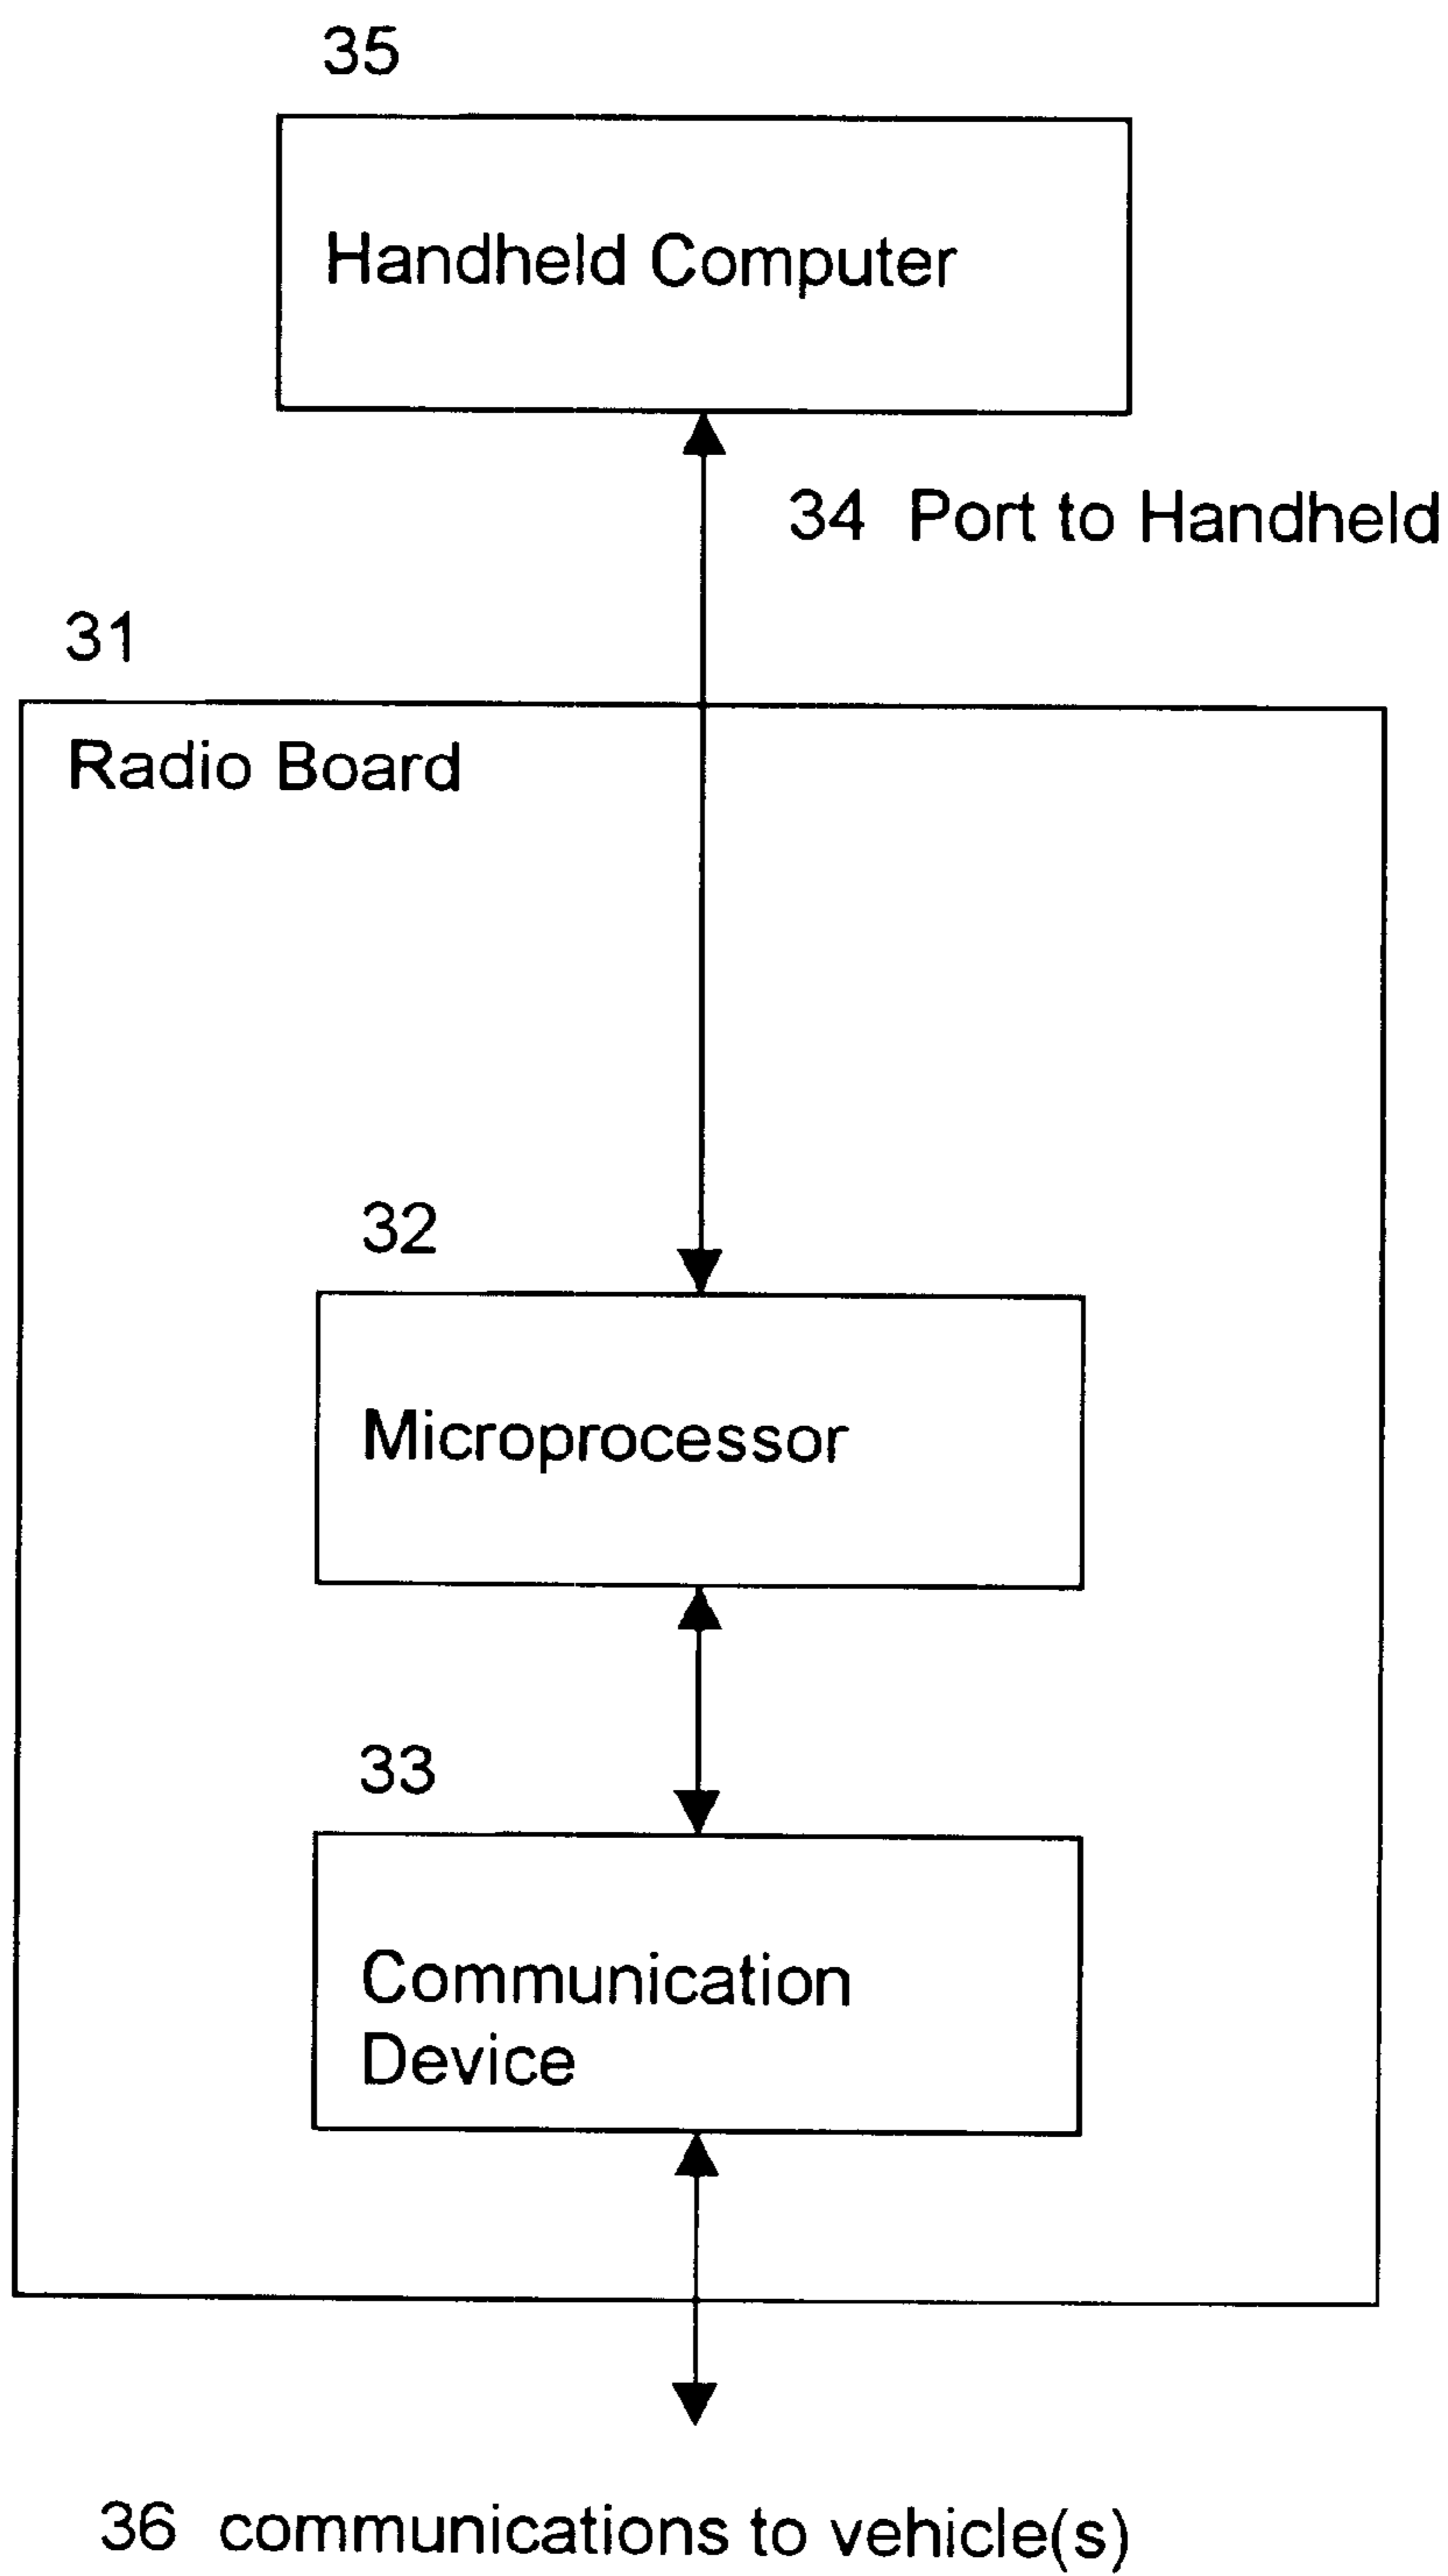 35
Handheld Computer
34 Port to Handheld
31
Radio Board
32
Microprocessor
33
Communication
Device
36 communications to vehicle(s)